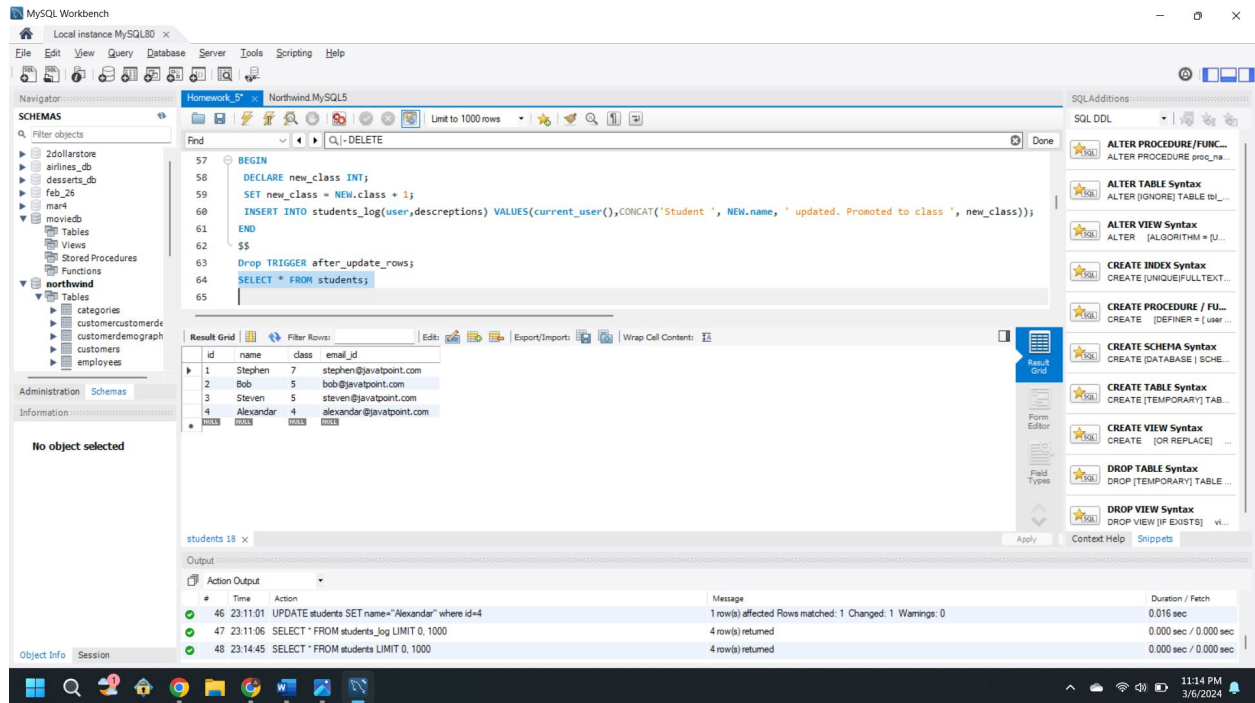 MySQL Workbench
Local instance MySQL80
File Edit View Query Database Server Tools Scripting Help
Navigator
SCHEMAS
Filter objects
2dollarstore
airlines_db
desserts_db
feb_26
mar4
moviedb
Tables
Views
Stored Procedures
Functions
northwind
Tables
categories
customercustomerde
customerdemograph
customers
employees
Administration Schemas
Information
No object selected
Object Info Session
Homework_5* Northwind.MySQL5
Limit to 1000 rows
Find - DELETE Done
57 BEGIN
58 DECLARE new_class INT;
59 SET new_class = NEW.class + 1;
60 INSERT INTO students_log(user,descreptions) VALUES(current_user(),CONCAT('Student ', NEW.name, ' updated. Promoted to class ', new_class));
61 END
62 $$
63 Drop TRIGGER after_update_rows;
64 SELECT * FROM students;
65
Result Grid Filter Rows: Edit: Export/Import: Wrap Cell Content:
id name class email_id
1 Stephen 7 stephen@javatpoint.com
2 Bob 5 bob@javatpoint.com
3 Steven 5 steven@javatpoint.com
4 Alexandar 4 alexandar@javatpoint.com
NULL NULL NULL NULL
Result
Grid
Form
Editor
Field
Types
students 18 Apply
Output
Action Output
# Time Action Message Duration / Fetch
46 23:11:01 UPDATE students SET name="Alexandar" where id=4 1 row(s) affected Rows matched: 1 Changed: 1 Warnings: 0 0.016 sec
47 23:11:06 SELECT * FROM students_log LIMIT 0, 1000 4 row(s) returned 0.000 sec / 0.000 sec
48 23:14:45 SELECT * FROM students LIMIT 0, 1000 4 row(s) returned 0.000 sec / 0.000 sec
SQLAdditions
SQL DDL
ALTER PROCEDURE/FUNC...
ALTER PROCEDURE proc_na...
ALTER TABLE Syntax
ALTER [IGNORE] TABLE tbl_...
ALTER VIEW Syntax
ALTER [ALGORITHM = {U...
CREATE INDEX Syntax
CREATE [UNIQUE|FULLTEXT...
CREATE PROCEDURE / FU...
CREATE [DEFINER = { user ...
CREATE SCHEMA Syntax
CREATE {DATABASE | SCHE...
CREATE TABLE Syntax
CREATE [TEMPORARY] TAB...
CREATE VIEW Syntax
CREATE [OR REPLACE] ...
DROP TABLE Syntax
DROP [TEMPORARY] TABLE ...
DROP VIEW Syntax
DROP VIEW [IF EXISTS] vi...
Context Help Snippets
11:14 PM
3/6/2024